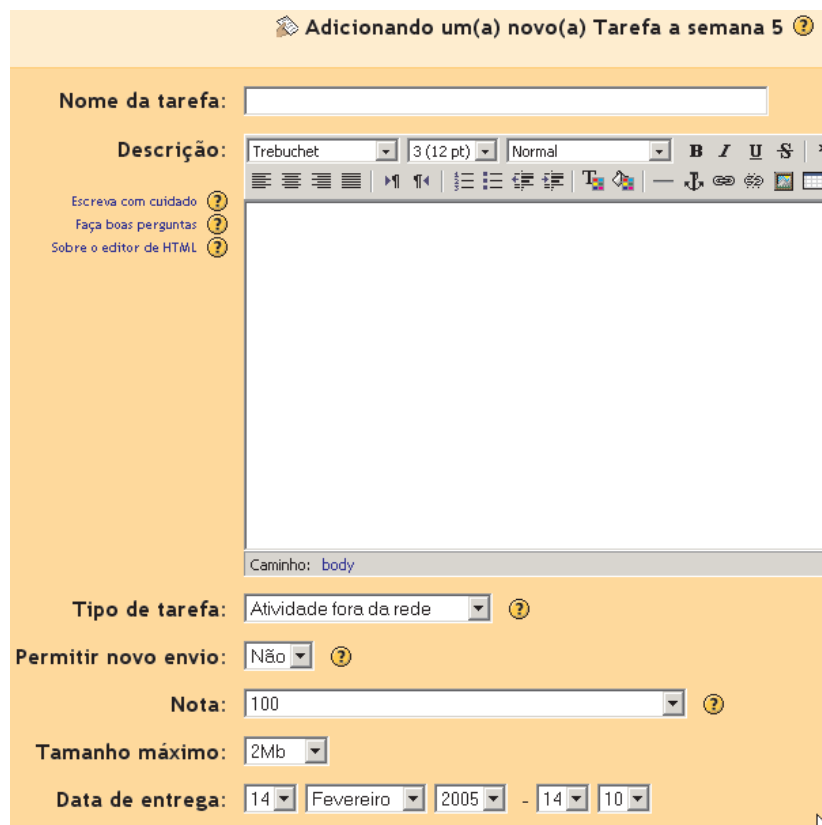 Adicionando um(a) novo(a) Tarefa a semana 5 ?
Nome da tarefa:
Descrição: Trebuchet 3 (12 pt) Normal B I U S
Escreva com cuidado ?
Faça boas perguntas ?
Sobre o editor de HTML ?
Caminho: body
Tipo de tarefa: Atividade fora da rede ?
Permitir novo envio: Não ?
Nota: 100 ?
Tamanho máximo: 2Mb
Data de entrega: 14 Fevereiro 2005 - 14 10